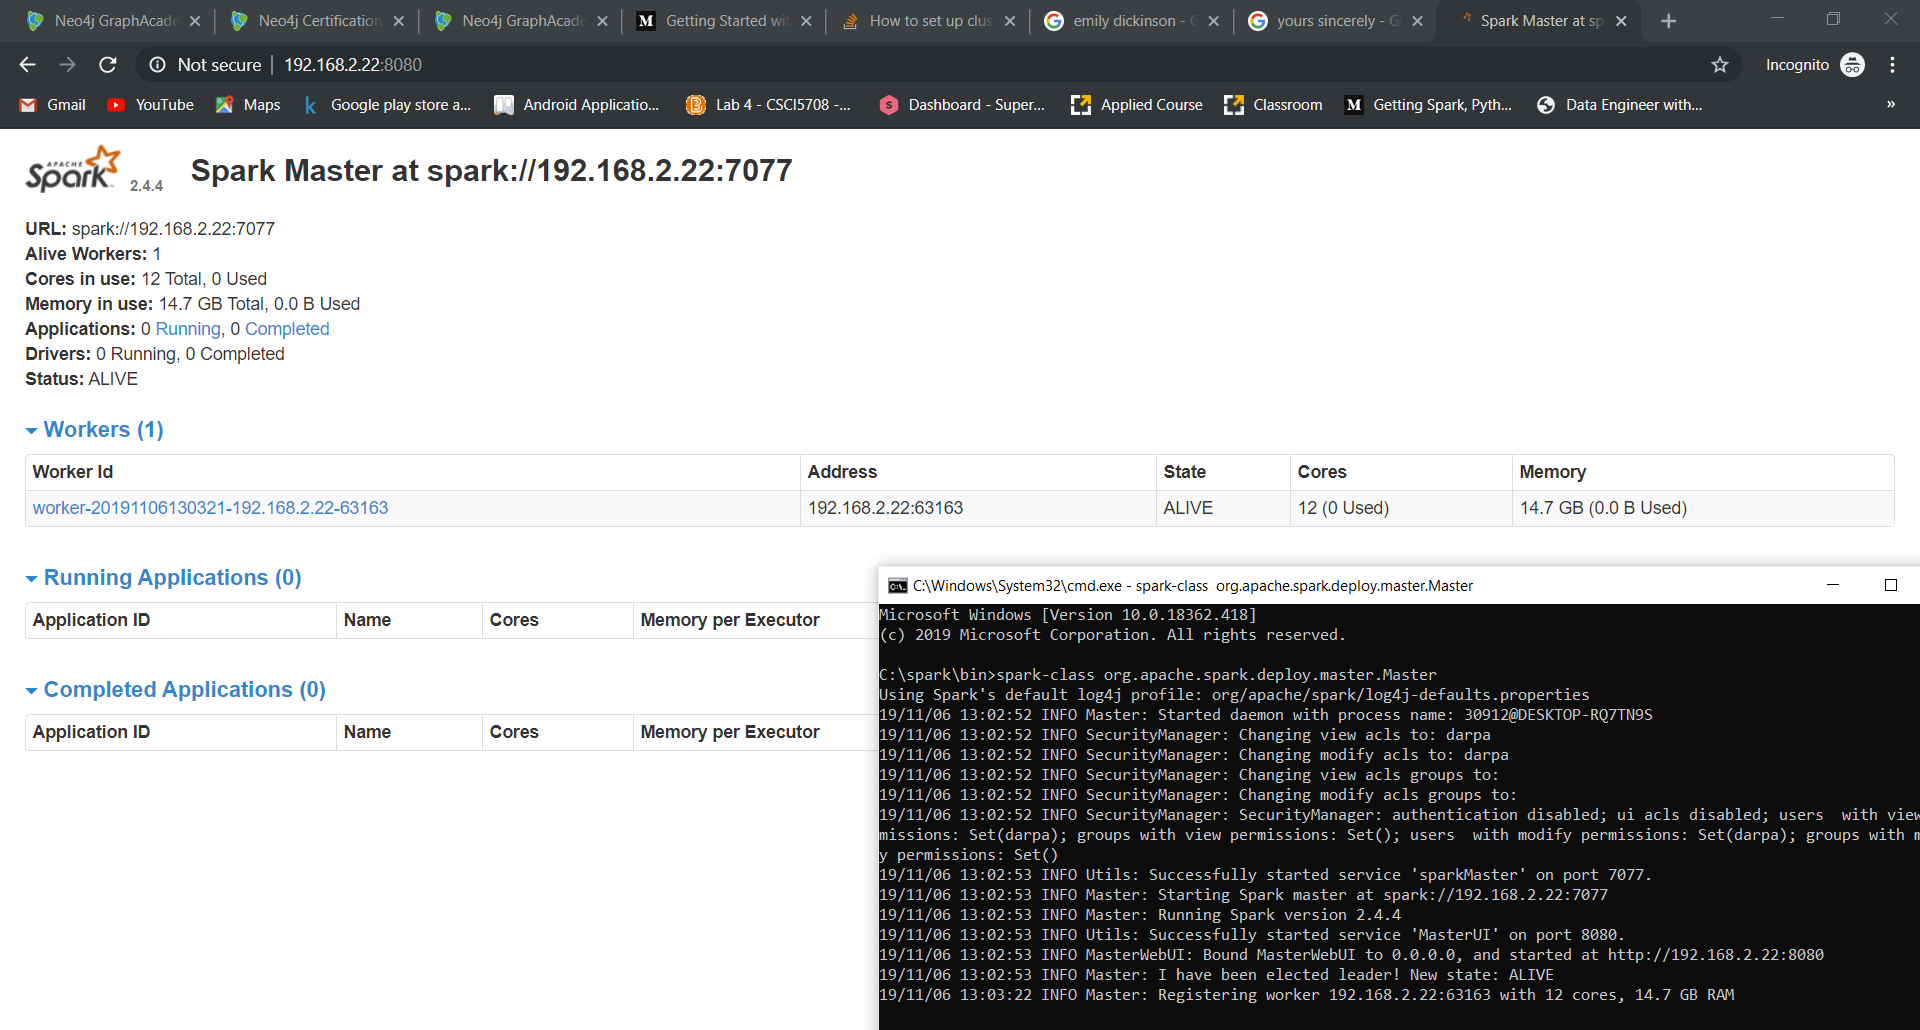 Neo4j GraphAcade
Neo4j Certification
Neo4j GraphAcade
Getting Started wit
How to set up clus
emily dickinson - G
yours sincerely - G
Spark Master at sp
Not secure 192.168.2.22:8080
Incognito
Gmail
YouTube
Maps
Google play store a...
Android Applicatio...
Lab 4 - CSCI5708 -...
Dashboard - Super...
Applied Course
Classroom
Getting Spark, Pyth...
Data Engineer with...
»
APACHE
Spark 2.4.4
Spark Master at spark://192.168.2.22:7077
URL: spark://192.168.2.22:7077
Alive Workers: 1
Cores in use: 12 Total, 0 Used
Memory in use: 14.7 GB Total, 0.0 B Used
Applications: 0 Running, 0 Completed
Drivers: 0 Running, 0 Completed
Status: ALIVE
Workers (1)
Worker Id Address State Cores Memory
worker-20191106130321-192.168.2.22-63163 192.168.2.22:63163 ALIVE 12 (0 Used) 14.7 GB (0.0 B Used)
Running Applications (0)
Application ID Name Cores Memory per Executor
Completed Applications (0)
Application ID Name Cores Memory per Executor
C:\Windows\System32\cmd.exe - spark-class  org.apache.spark.deploy.master.Master
Microsoft Windows [Version 10.0.18362.418]
(c) 2019 Microsoft Corporation. All rights reserved.
C:\spark\bin>spark-class org.apache.spark.deploy.master.Master
Using Spark's default log4j profile: org/apache/spark/log4j-defaults.properties
19/11/06 13:02:52 INFO Master: Started daemon with process name: 30912@DESKTOP-RQ7TN9S
19/11/06 13:02:52 INFO SecurityManager: Changing view acls to: darpa
19/11/06 13:02:52 INFO SecurityManager: Changing modify acls to: darpa
19/11/06 13:02:52 INFO SecurityManager: Changing view acls groups to:
19/11/06 13:02:52 INFO SecurityManager: Changing modify acls groups to:
19/11/06 13:02:52 INFO SecurityManager: SecurityManager: authentication disabled; ui acls disabled; users  with view
missions: Set(darpa); groups with view permissions: Set(); users  with modify permissions: Set(darpa); groups with m
y permissions: Set()
19/11/06 13:02:53 INFO Utils: Successfully started service 'sparkMaster' on port 7077.
19/11/06 13:02:53 INFO Master: Starting Spark master at spark://192.168.2.22:7077
19/11/06 13:02:53 INFO Master: Running Spark version 2.4.4
19/11/06 13:02:53 INFO Utils: Successfully started service 'MasterUI' on port 8080.
19/11/06 13:02:53 INFO MasterWebUI: Bound MasterWebUI to 0.0.0.0, and started at http://192.168.2.22:8080
19/11/06 13:02:53 INFO Master: I have been elected leader! New state: ALIVE
19/11/06 13:03:22 INFO Master: Registering worker 192.168.2.22:63163 with 12 cores, 14.7 GB RAM